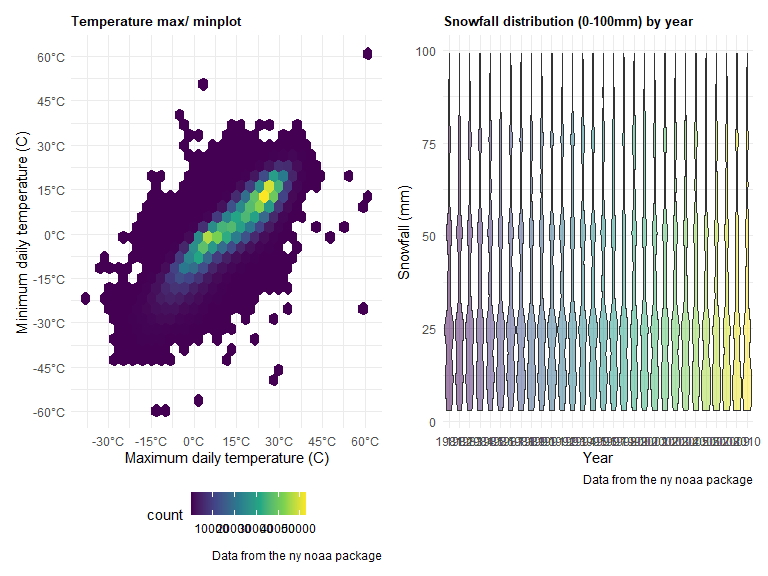 Temperature max/ minplot
60°C
45°C
30°C
15°C
0°C
-15°C
-30°C
-45°C
-60°C
Minimum daily temperature (C)
-30°C -15°C 0°C 15°C 30°C 45°C 60°C
Maximum daily temperature (C)
count
Data from the ny noaa package
Snowfall distribution (0-100mm) by year
100
75
50
25
0
Snowfall (mm)
Year
Data from the ny noaa package